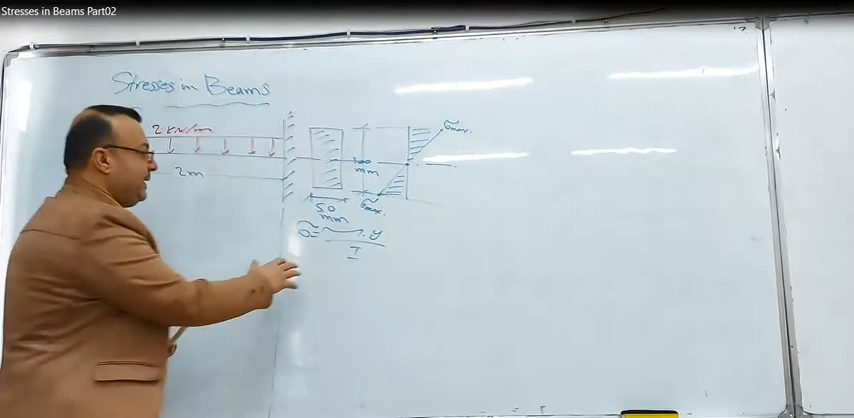 Stresses in Beams Part02
Stresses in Beams
2 kN/m
2m
50
mm
100
mm
σmax.
σmax.
σ = . y
I